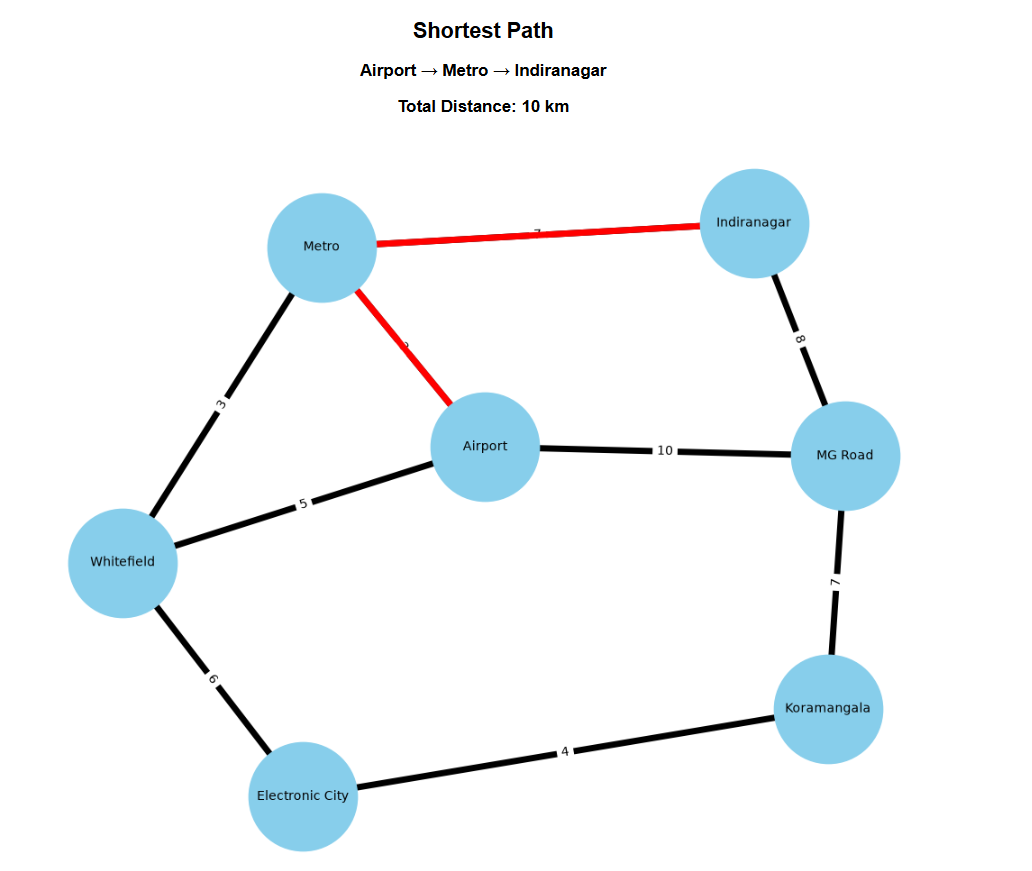 Shortest Path
Airport → Metro → Indiranagar
Total Distance: 10 km
Indiranagar
Metro
7
8
3
Airport
10
MG Road
5
Whitefield
7
6
Koramangala
4
Electronic City